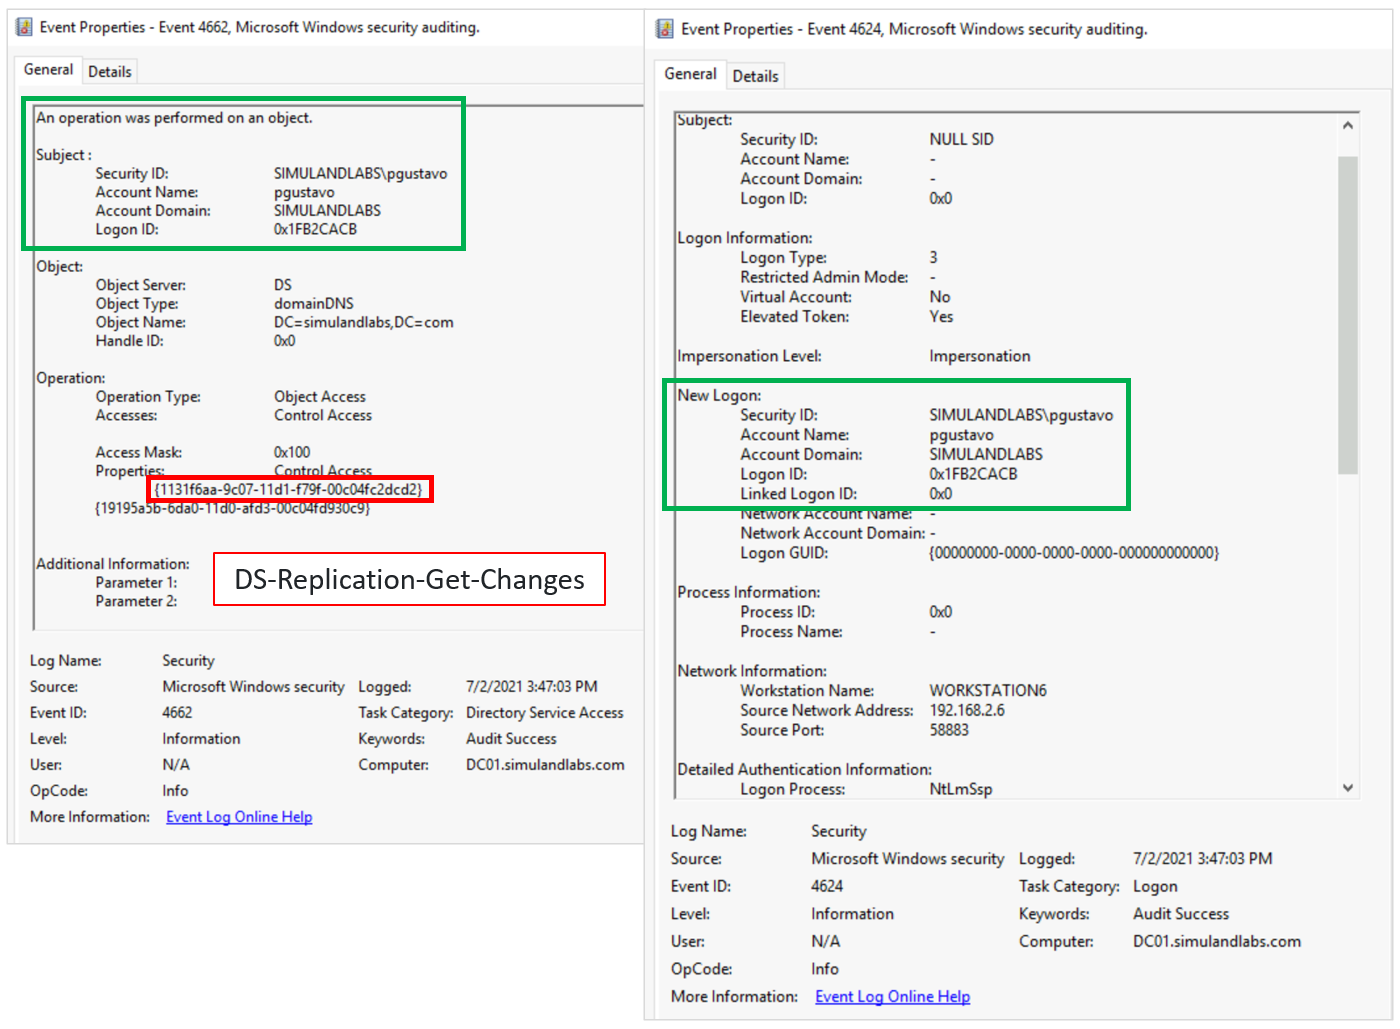 Event Properties - Event 4662, Microsoft Windows security auditing.
General Details
An operation was performed on an object.
Subject :
Security ID: SIMULANDLABS\pgustavo
Account Name: pgustavo
Account Domain: SIMULANDLABS
Logon ID: 0x1FB2CACB
Object:
Object Server: DS
Object Type: domainDNS
Object Name: DC=simulandlabs,DC=com
Handle ID: 0x0
Operation:
Operation Type: Object Access
Accesses: Control Access
Access Mask: 0x100
Properties: Control Access
{1131f6aa-9c07-11d1-f79f-00c04fc2dcd2}
{19195a5b-6da0-11d0-afd3-00c04fd930c9}
Additional Information:
Parameter 1:
Parameter 2:
DS-Replication-Get-Changes
Log Name: Security
Source: Microsoft Windows security Logged: 7/2/2021 3:47:03 PM
Event ID: 4662 Task Category: Directory Service Access
Level: Information Keywords: Audit Success
User: N/A Computer: DC01.simulandlabs.com
OpCode: Info
More Information: Event Log Online Help
Event Properties - Event 4624, Microsoft Windows security auditing.
General Details
Subject:
Security ID: NULL SID
Account Name: -
Account Domain: -
Logon ID: 0x0
Logon Information:
Logon Type: 3
Restricted Admin Mode: -
Virtual Account: No
Elevated Token: Yes
Impersonation Level: Impersonation
New Logon:
Security ID: SIMULANDLABS\pgustavo
Account Name: pgustavo
Account Domain: SIMULANDLABS
Logon ID: 0x1FB2CACB
Linked Logon ID: 0x0
Network Account Name: -
Network Account Domain: -
Logon GUID: {00000000-0000-0000-0000-000000000000}
Process Information:
Process ID: 0x0
Process Name: -
Network Information:
Workstation Name: WORKSTATION6
Source Network Address: 192.168.2.6
Source Port: 58883
Detailed Authentication Information:
Logon Process: NtLmSsp
Log Name: Security
Source: Microsoft Windows security Logged: 7/2/2021 3:47:03 PM
Event ID: 4624 Task Category: Logon
Level: Information Keywords: Audit Success
User: N/A Computer: DC01.simulandlabs.com
OpCode: Info
More Information: Event Log Online Help